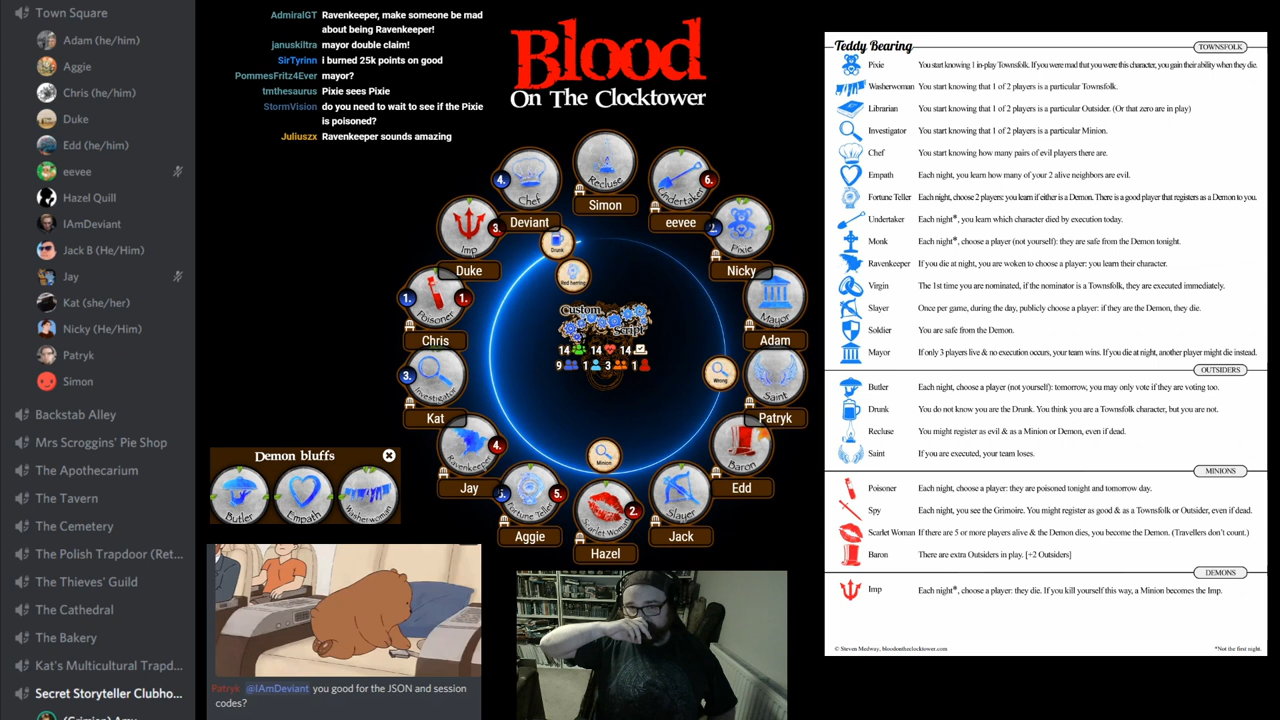 Town Square
Adam (he/him)
Aggie
Chris (he/him)
Duke
Edd (he/him)
eevee
Hazel Quill
IAmDeviant
Jack B (He/Him)
Jay
Kat (she/her)
Nicky (He/Him)
Patryk
Simon
Backstab Alley
Mrs Scroggins' Pie Shop
The Apothecarium
The Tavern
The Cemetery
The Polish Trapdoor (Ret...
The Thieves' Guild
The Cathedral
The Bakery
Kat's Multicultural Trapd...
Secret Storyteller Clubho...
AdmiralGT Ravenkeeper, make someone be mad
about being Ravenkeeper!
januskiltra mayor double claim!
SirTyrinn i burned 25k points on good
PommesFritz4Ever mayor?
tmthesaurus Pixie sees Pixie
StormVision do you need to wait to see if the Pixie
is poisoned?
Juliuszx Ravenkeeper sounds amazing
Blood
On The Clocktower
Recluse
Simon
6.
Undertaker
eevee
2.
Pixie
Nicky
Mayor
Adam
Saint
Patryk
Wrong
Baron
Edd
Slayer
Jack
Minion
2.
Scarlet Woman
Hazel
5.
Fortune Teller
Aggie
4.
Ravenkeeper
Jay
3.
Investigator
Kat
1.
1.
Poisoner
Chris
3.
Imp
Duke
4.
Chef
Deviant
Drunk
Red herring
Custom
Script
14 14 14
9 1 3 1
Demon bluffs
Butler
Empath
Washerwoman
Patryk @IAmDeviant you good for the JSON and session
codes?
Teddy Bearing
TOWNSFOLK
Pixie You start knowing 1 in-play Townsfolk. If you were mad that you were this character, you gain their ability when they die.
Washerwoman You start knowing that 1 of 2 players is a particular Townsfolk.
Librarian You start knowing that 1 of 2 players is a particular Outsider. (Or that zero are in play)
Investigator You start knowing that 1 of 2 players is a particular Minion.
Chef You start knowing how many pairs of evil players there are.
Empath Each night, you learn how many of your 2 alive neighbors are evil.
Fortune Teller Each night, choose 2 players: you learn if either is a Demon. There is a good player that registers as a Demon to you.
Undertaker Each night*, you learn which character died by execution today.
Monk Each night*, choose a player (not yourself): they are safe from the Demon tonight.
Ravenkeeper If you die at night, you are woken to choose a player: you learn their character.
Virgin The 1st time you are nominated, if the nominator is a Townsfolk, they are executed immediately.
Slayer Once per game, during the day, publicly choose a player: if they are the Demon, they die.
Soldier You are safe from the Demon.
Mayor If only 3 players live & no execution occurs, your team wins. If you die at night, another player might die instead.
OUTSIDERS
Butler Each night, choose a player (not yourself): tomorrow, you may only vote if they are voting too.
Drunk You do not know you are the Drunk. You think you are a Townsfolk character, but you are not.
Recluse You might register as evil & as a Minion or Demon, even if dead.
Saint If you are executed, your team loses.
MINIONS
Poisoner Each night, choose a player: they are poisoned tonight and tomorrow day.
Spy Each night, you see the Grimoire. You might register as good & as a Townsfolk or Outsider, even if dead.
Scarlet Woman If there are 5 or more players alive & the Demon dies, you become the Demon. (Travellers don't count.)
Baron There are extra Outsiders in play. [+2 Outsiders]
DEMONS
Imp Each night*, choose a player: they die. If you kill yourself this way, a Minion becomes the Imp.
© Steven Medway, bloodontheclocktower.com
*Not the first night.